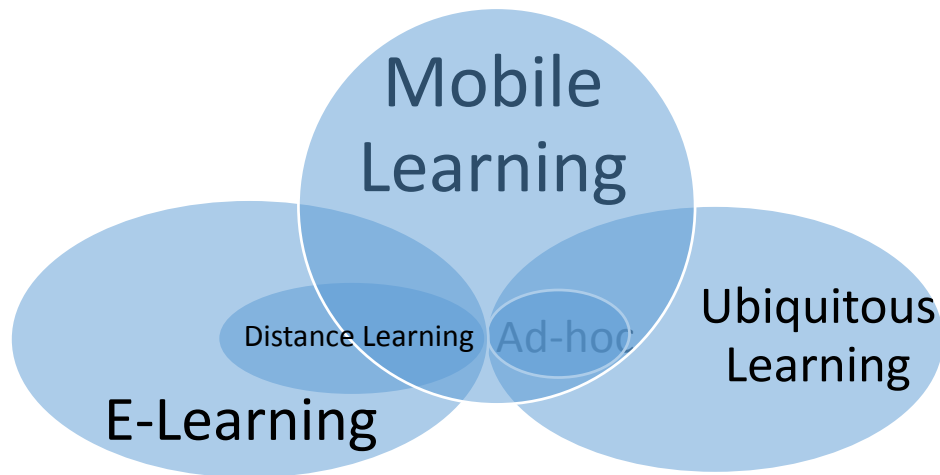 Mobile
Learning
Ubiquitous
Learning
Distance Learning
Ad-hoc
E-Learning